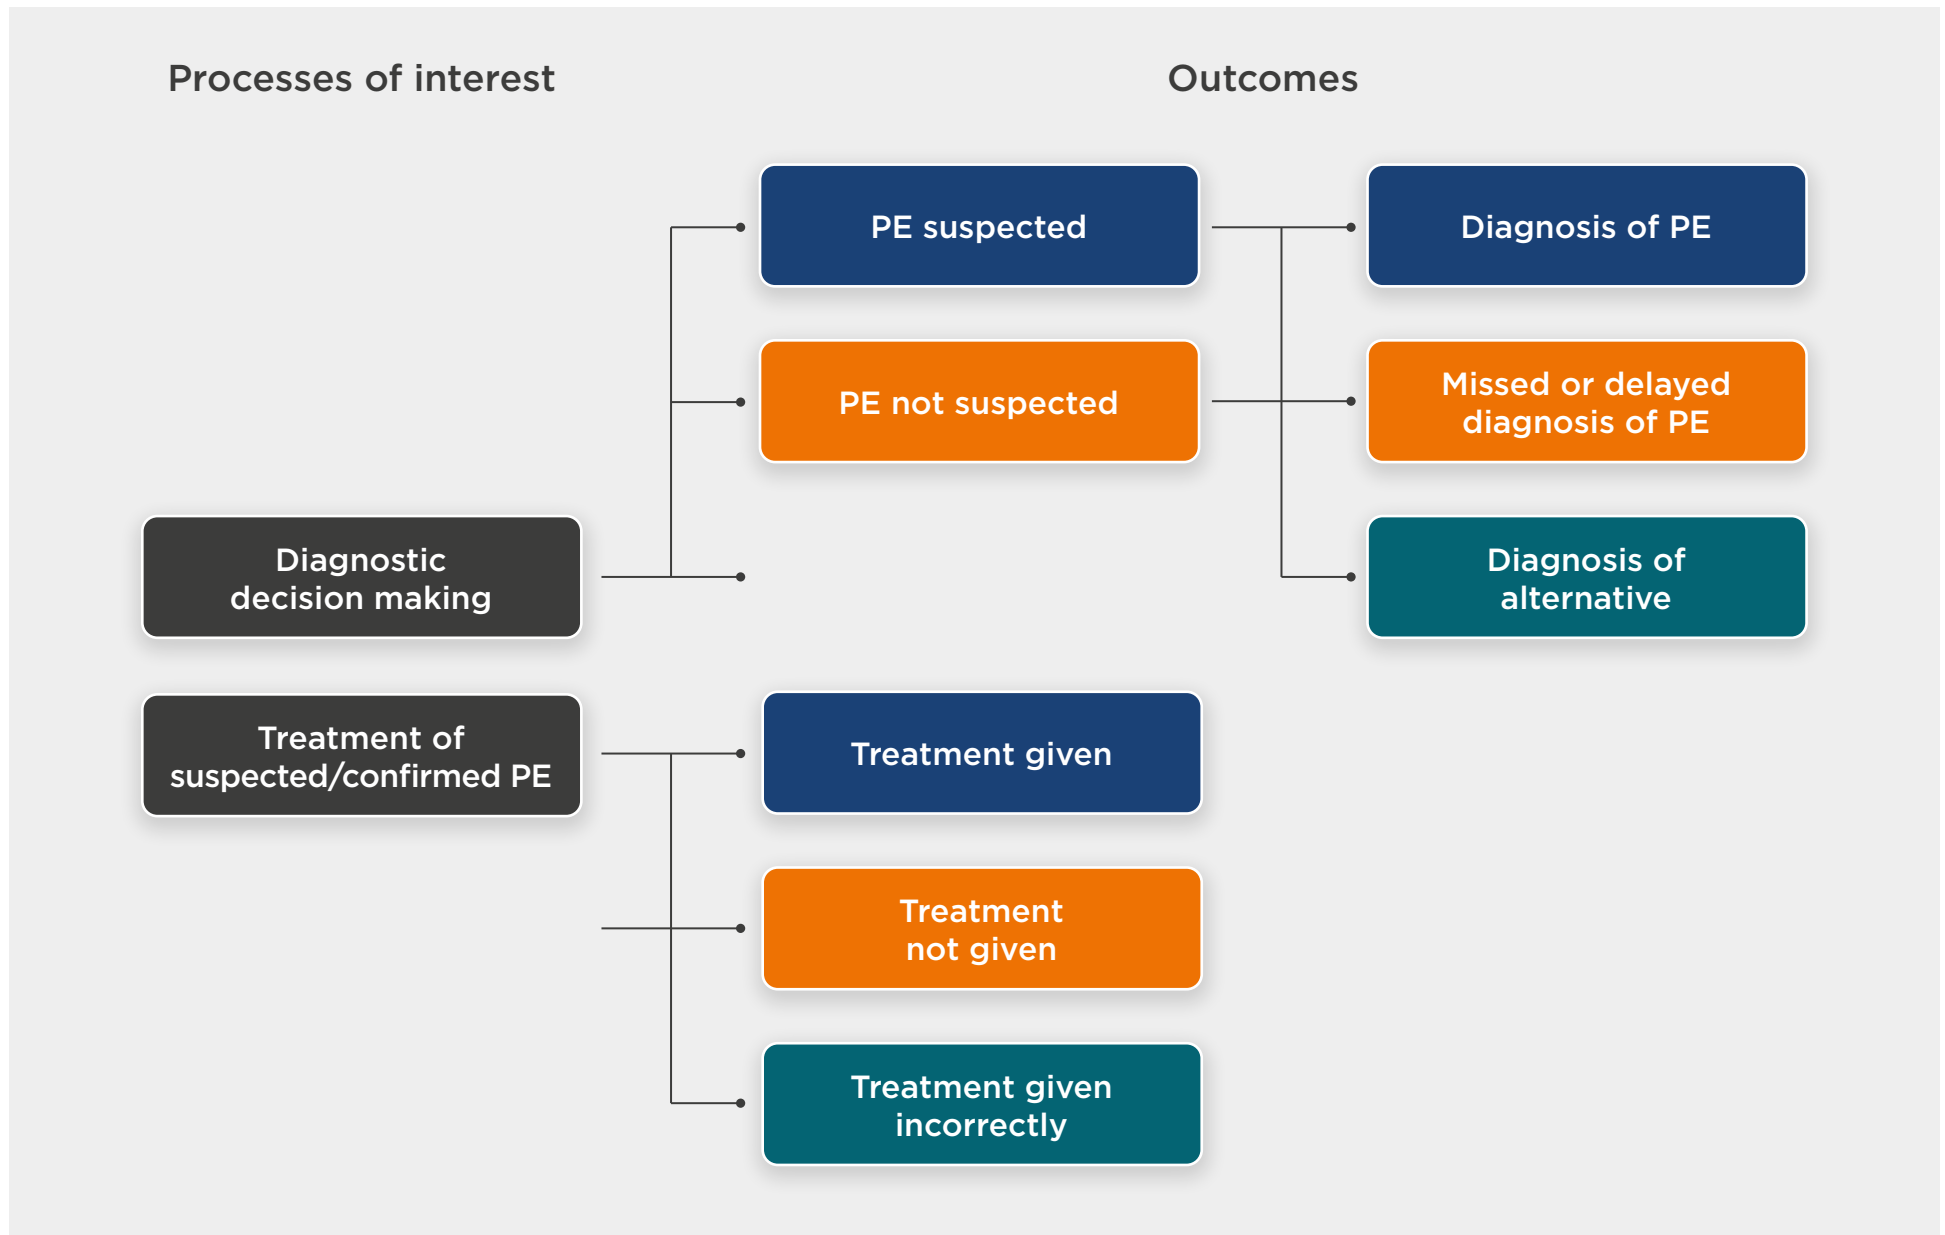 Processes of interest
Outcomes
PE suspected
Diagnosis of PE
PE not suspected
Missed or delayed
diagnosis of PE
Diagnostic
decision making
Diagnosis of
alternative
Treatment of
suspected/confirmed PE
Treatment given
Treatment
not given
Treatment given
incorrectly